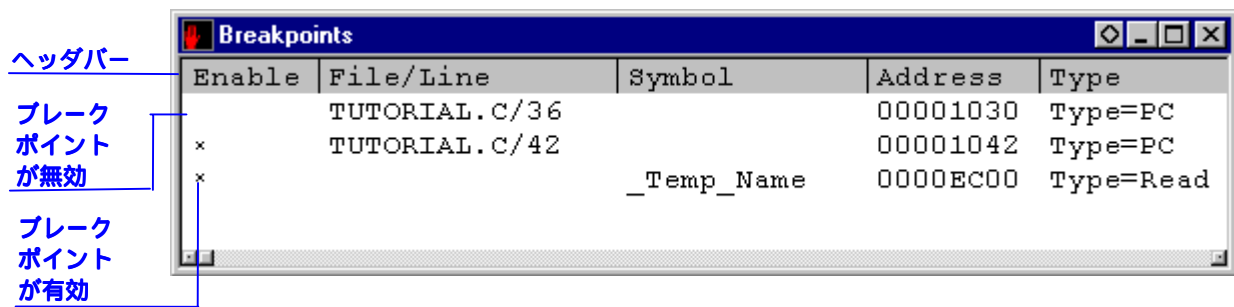 Breakpoints
ヘッダバー
Enable File/Line Symbol Address Type
TUTORIAL.C/36 00001030 Type=PC
× TUTORIAL.C/42 00001042 Type=PC
× _Temp_Name 0000EC00 Type=Read
ブレーク
ポイント
が無効
ブレーク
ポイント
が有効